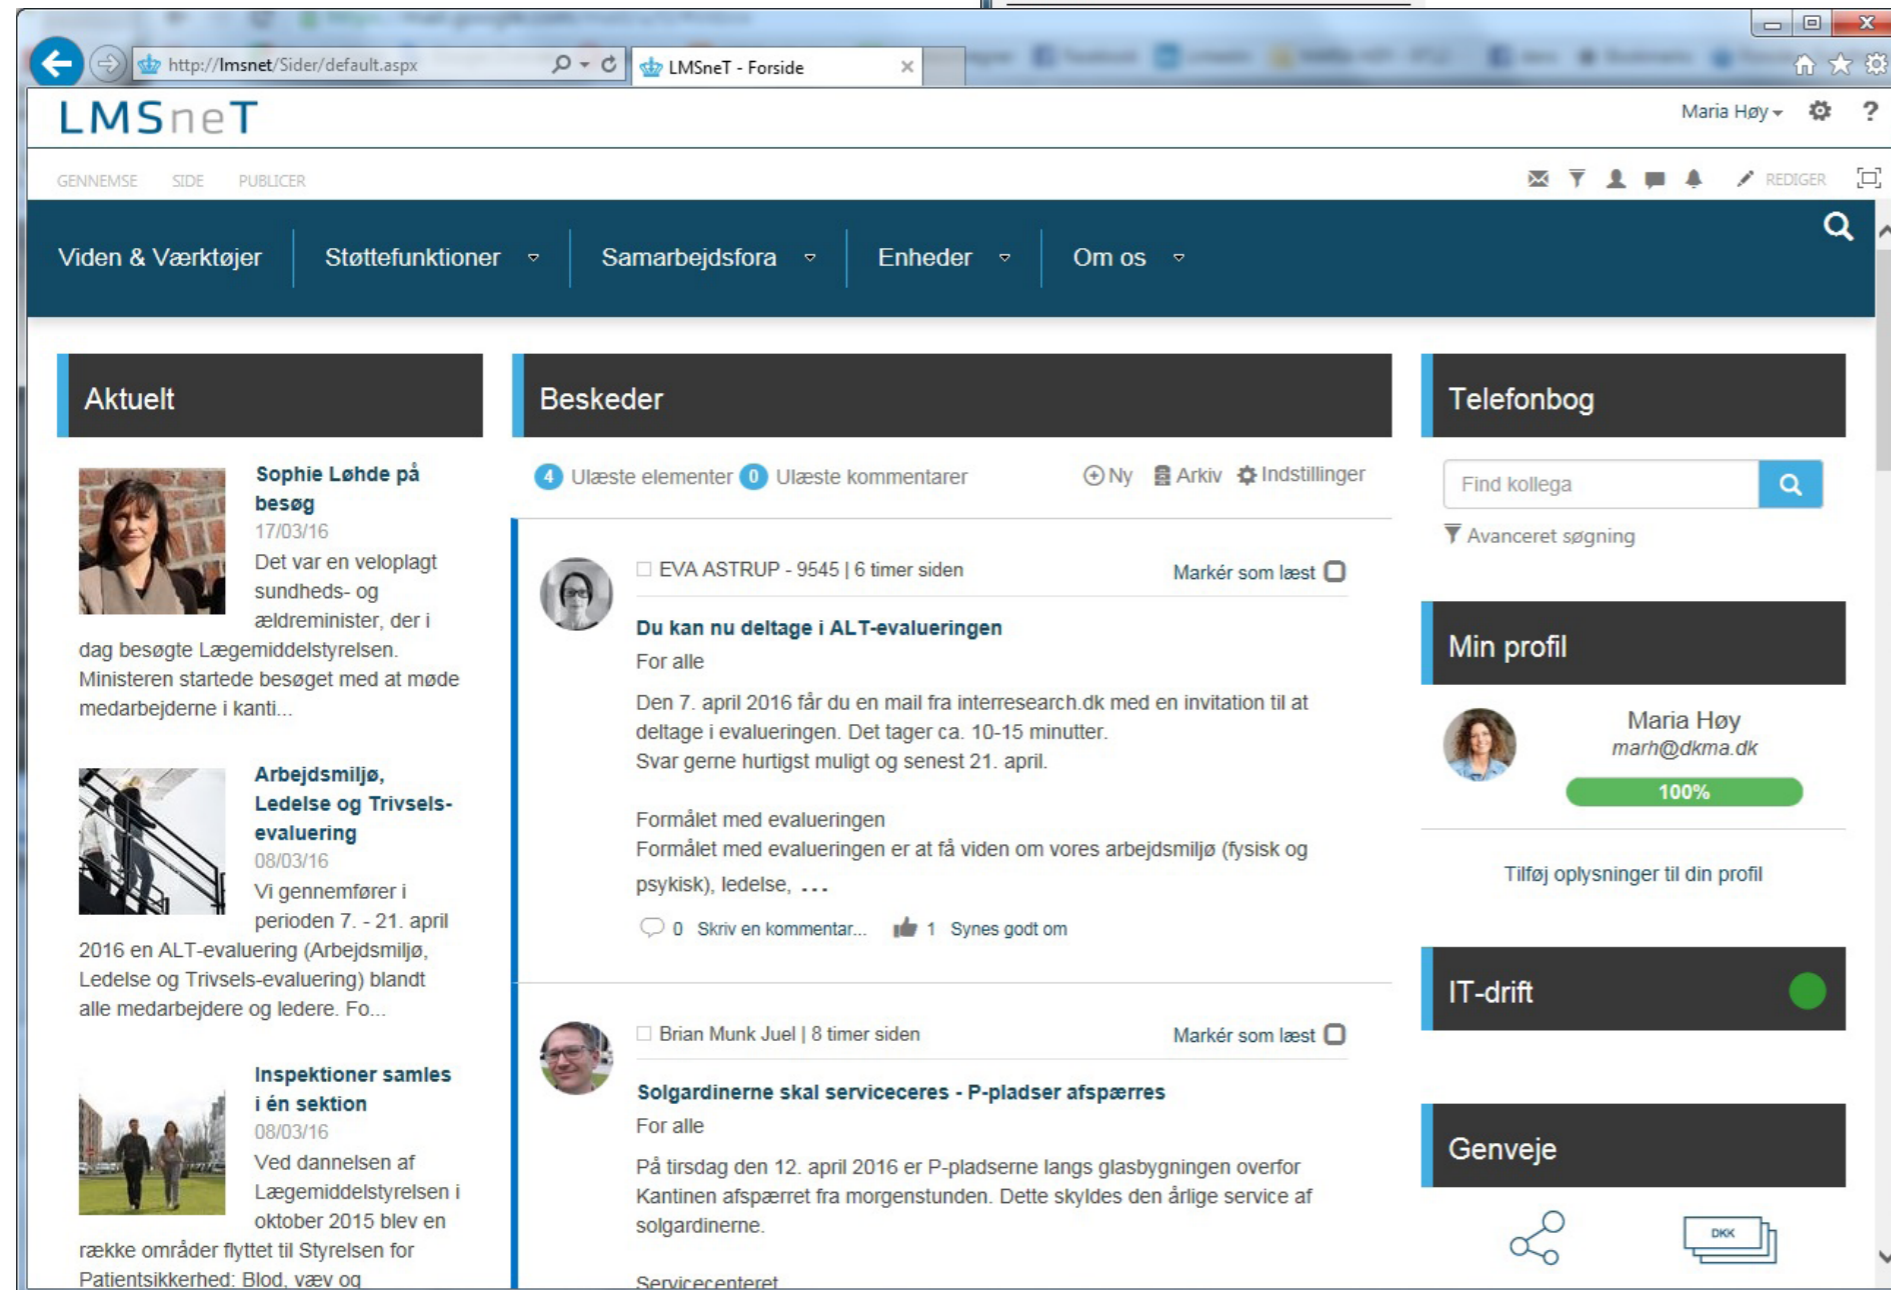 http://lmsnet/Sider/default.aspx
LMSneT - Forside
LMSneT
Maria Høy
?
GENNEMSE SIDE PUBLICER
REDIGER
Viden & Værktøjer
Støttefunktioner
Samarbejdsfora
Enheder
Om os
Aktuelt
Sophie Løhde på
besøg
17/03/16
Det var en veloplagt
sundheds- og
ældreminister, der i
dag besøgte Lægemiddelstyrelsen.
Ministeren startede besøget med at møde
medarbejderne i kanti...
Arbejdsmiljø,
Ledelse og Trivsels-
evaluering
08/03/16
Vi gennemfører i
perioden 7. - 21. april
2016 en ALT-evaluering (Arbejdsmiljø,
Ledelse og Trivsels-evaluering) blandt
alle medarbejdere og ledere. Fo...
Inspektioner samles
i én sektion
08/03/16
Ved dannelsen af
Lægemiddelstyrelsen i
oktober 2015 blev en
række områder flyttet til Styrelsen for
Patientsikkerhed: Blod, væv og
Beskeder
4 Ulæste elementer 0 Ulæste kommentarer
Ny Arkiv Indstillinger
EVA ASTRUP - 9545 | 6 timer siden
Markér som læst
Du kan nu deltage i ALT-evalueringen
For alle
Den 7. april 2016 får du en mail fra interresearch.dk med en invitation til at
deltage i evalueringen. Det tager ca. 10-15 minutter.
Svar gerne hurtigst muligt og senest 21. april.
Formålet med evalueringen
Formålet med evalueringen er at få viden om vores arbejdsmiljø (fysisk og
psykisk), ledelse, ...
0 Skriv en kommentar... 1 Synes godt om
Brian Munk Juel | 8 timer siden
Markér som læst
Solgardinerne skal serviceceres - P-pladser afspærres
For alle
På tirsdag den 12. april 2016 er P-pladserne langs glasbygningen overfor
Kantinen afspærret fra morgenstunden. Dette skyldes den årlige service af
solgardinerne.
Servicecenteret
Telefonbog
Find kollega
Avanceret søgning
Min profil
Maria Høy
marh@dkma.dk
100%
Tilføj oplysninger til din profil
IT-drift
Genveje
DKK